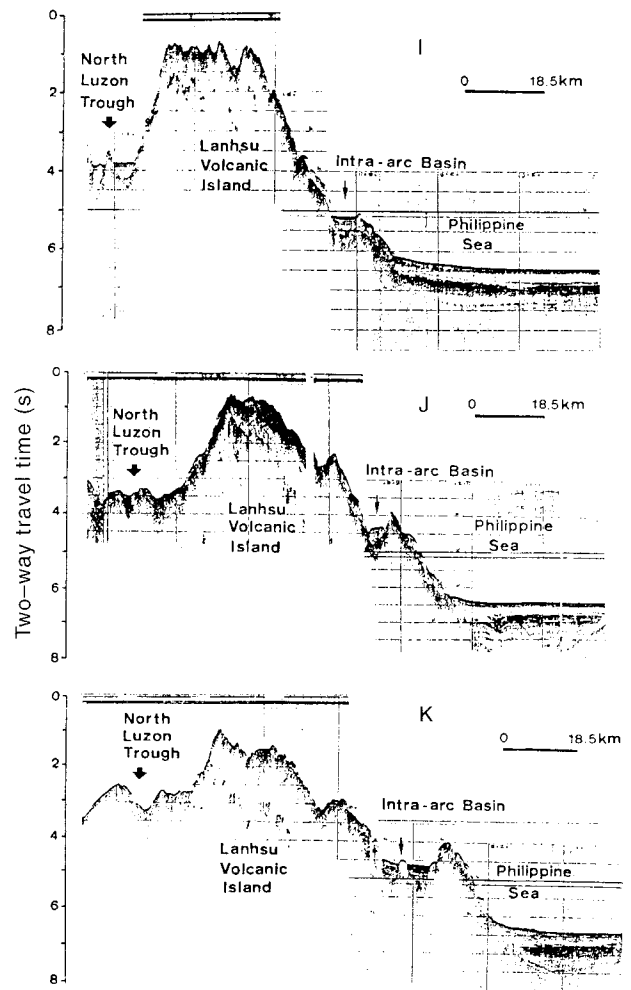 Two-way travel time (s)
0
2
4
6
8
I
0 18.5km
North
Luzon
Trough
Lanhsu
Volcanic
Island
Intra-arc Basin
Philippine
Sea
0
2
4
6
8
J
0 18.5km
North
Luzon
Trough
Lanhsu
Volcanic
Island
Intra-arc Basin
Philippine
Sea
0
2
4
6
8
K
0 18.5km
North
Luzon
Trough
Lanhsu
Volcanic
Island
Intra-arc Basin
Philippine
Sea